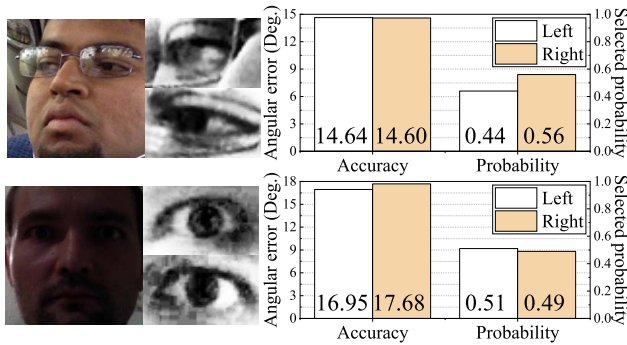 Angular error (Deg.)
15
12
9
6
3
0
14.64
14.60
0.44
0.56
Left
Right
1.0
0.8
0.6
0.4
0.2
0.0
Selected probability
Accuracy
Probability
Angular error (Deg.)
18
15
12
9
6
3
0
16.95
17.68
0.51
0.49
Left
Right
1.0
0.8
0.6
0.4
0.2
0.0
Selected probability
Accuracy
Probability